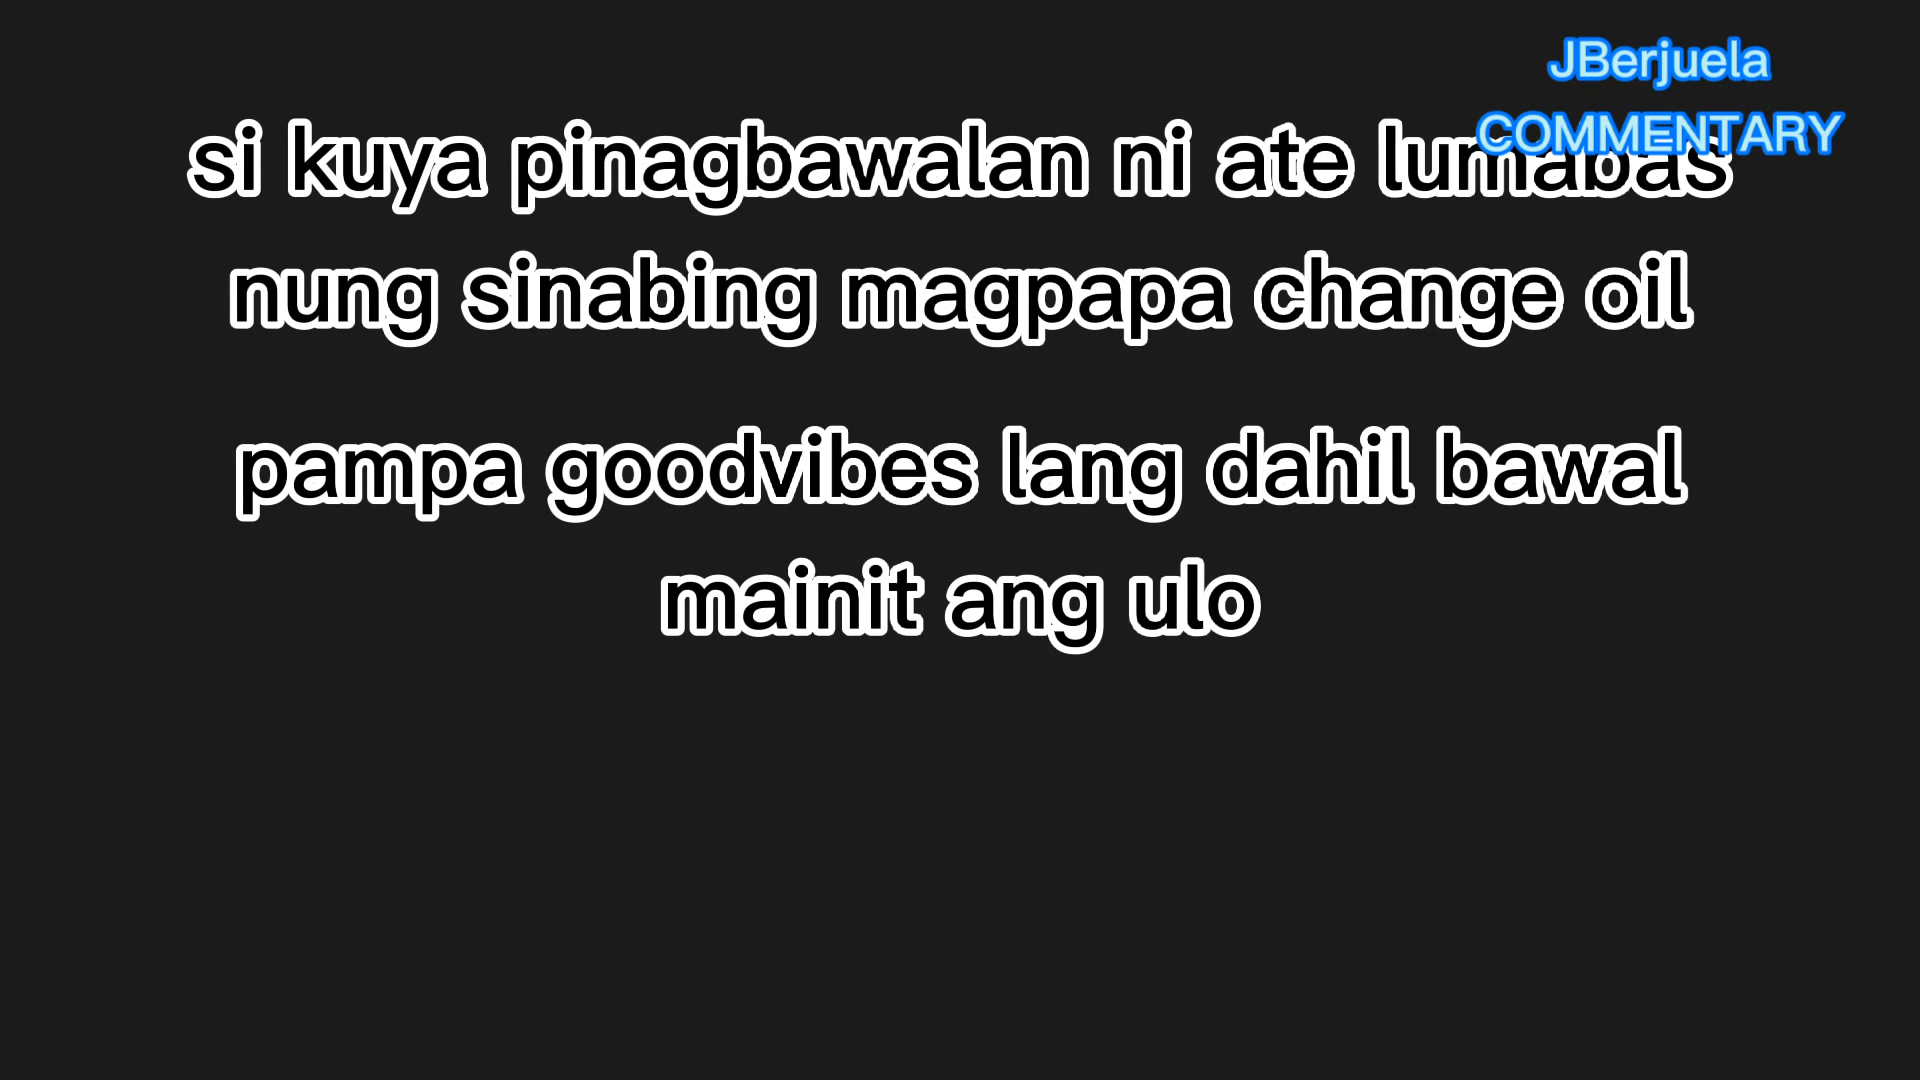 JBerjuela
COMMENTARY
si kuya pinagbawalan ni ate lumabas
nung sinabing magpapa change oil
pampa goodvibes lang dahil bawal
mainit ang ulo